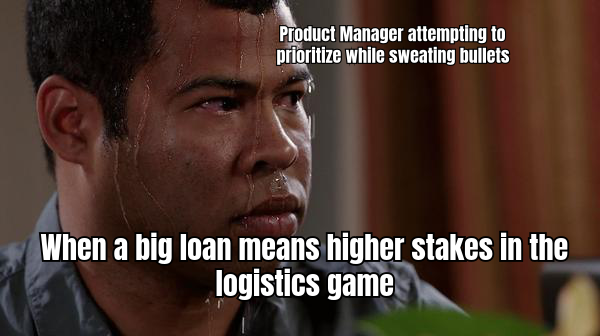 Product Manager attempting to
prioritize while sweating bullets
When a big loan means higher stakes in the
logistics game